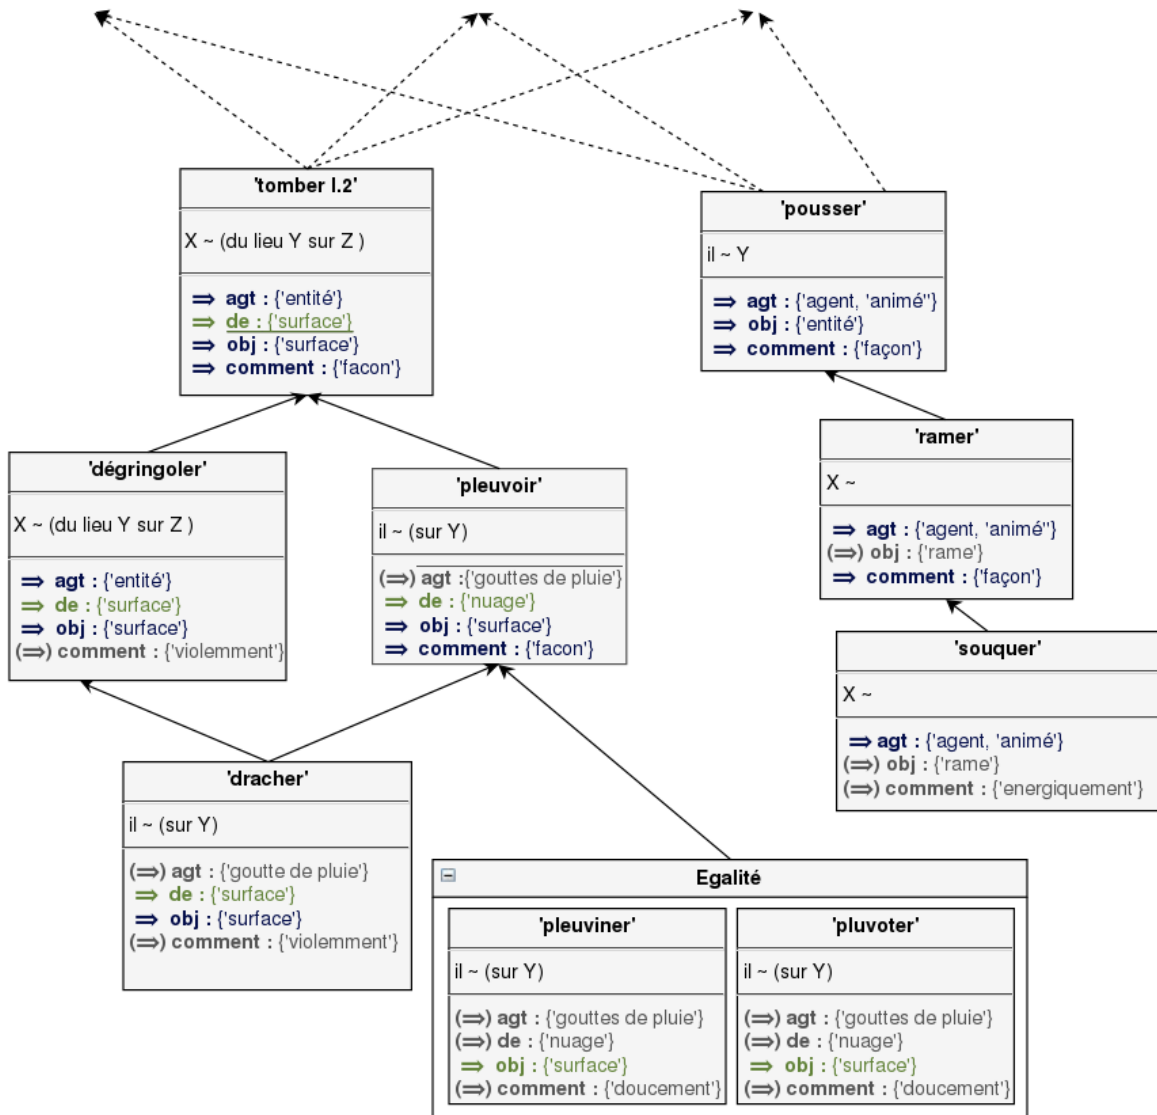 'tomber I.2'
X ~ (du lieu Y sur Z )
⇒ agt : {'entité'}
⇒ de : {'surface'}
⇒ obj : {'surface'}
⇒ comment : {'facon'}
'pousser'
il ~ Y
⇒ agt : {'agent, 'animé''}
⇒ obj : {'entité'}
⇒ comment : {'façon'}
'dégringoler'
X ~ (du lieu Y sur Z )
⇒ agt : {'entité'}
⇒ de : {'surface'}
⇒ obj : {'surface'}
(⇒) comment : {'violemment'}
'pleuvoir'
il ~ (sur Y)
(⇒) agt :{'gouttes de pluie'}
⇒ de : {'nuage'}
⇒ obj : {'surface'}
⇒ comment : {'facon'}
'ramer'
X ~
⇒ agt : {'agent, 'animé''}
(⇒) obj : {'rame'}
⇒ comment : {'façon'}
'souquer'
X ~
⇒ agt : {'agent, 'animé'}
(⇒) obj : {'rame'}
(⇒) comment : {'energiquement'}
'dracher'
il ~ (sur Y)
(⇒) agt : {'goutte de pluie'}
⇒ de : {'surface'}
⇒ obj : {'surface'}
(⇒) comment : {'violemment'}
Egalité
'pleuviner'
il ~ (sur Y)
(⇒) agt : {'gouttes de pluie'}
(⇒) de : {'nuage'}
⇒ obj : {'surface'}
(⇒) comment : {'doucement'}
'pluvoter'
il ~ (sur Y)
(⇒) agt : {'gouttes de pluie'}
(⇒) de : {'nuage'}
⇒ obj : {'surface'}
(⇒) comment : {'doucement'}